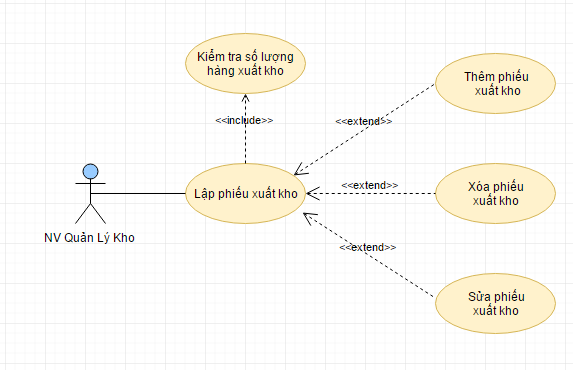 Kiểm tra số lượng
hàng xuất kho
<<include>>
Thêm phiếu
xuất kho
<<extend>>
Lập phiếu xuất kho
<<extend>>
Xóa phiếu
xuất kho
NV Quản Lý Kho
<<extend>>
Sửa phiếu
xuất kho